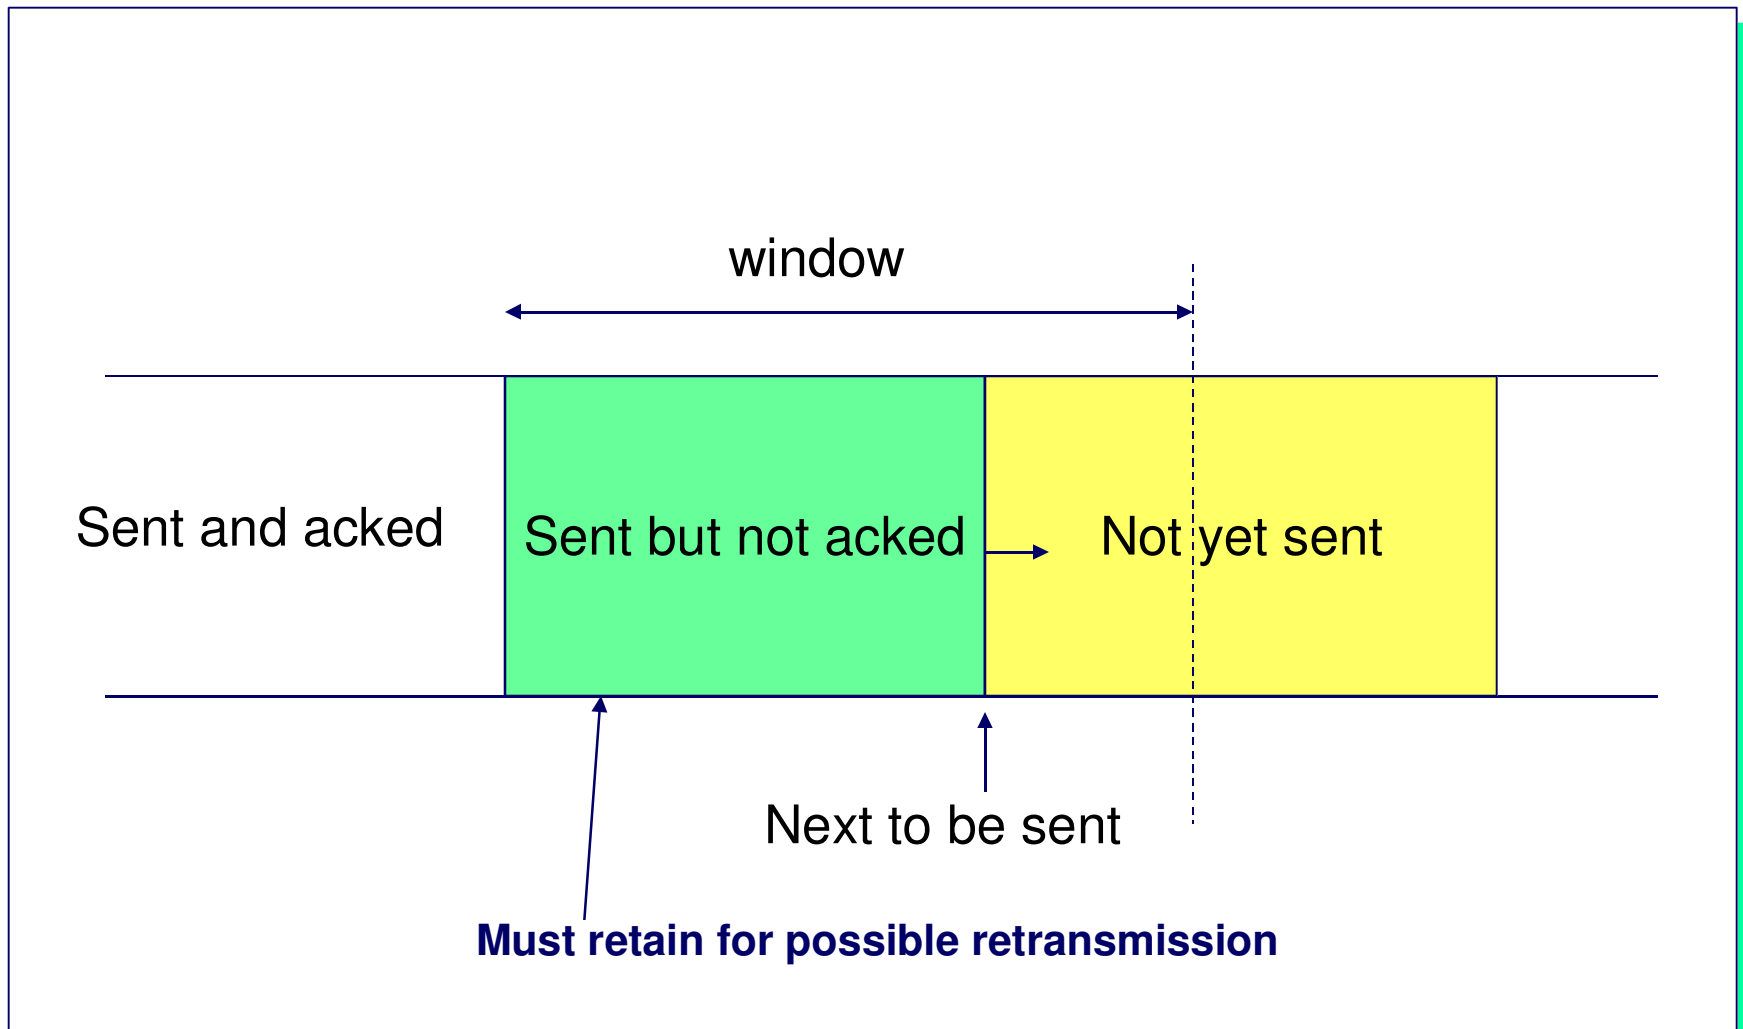 window
Sent and acked
Sent but not acked
Not yet sent
Next to be sent
Must retain for possible retransmission